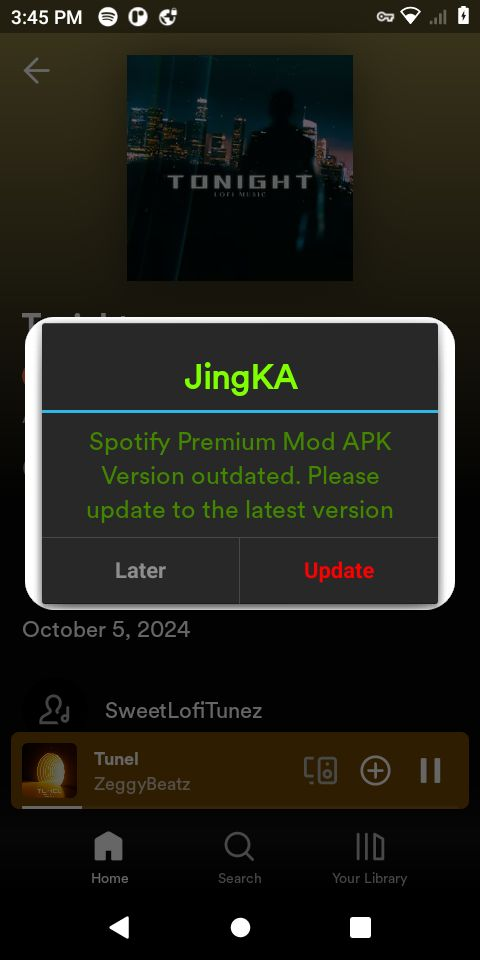 3:45 PM
TONIGHT
LOFI MUSIC
JingKA
Spotify Premium Mod APK
Version outdated. Please
update to the latest version
Later
Update
October 5, 2024
SweetLofiTunez
Tunel
ZeggyBeatz
Home
Search
Your Library